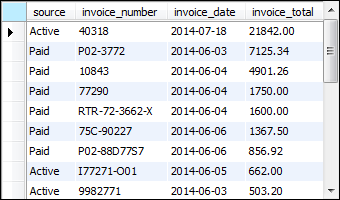 source invoice_number invoice_date invoice_total
Active 40318 2014-07-18 21842.00
Paid P02-3772 2014-06-03 7125.34
Paid 10843 2014-06-04 4901.26
Paid 77290 2014-06-04 1750.00
Paid RTR-72-3662-X 2014-06-04 1600.00
Paid 75C-90227 2014-06-06 1367.50
Paid P02-88D77S7 2014-06-06 856.92
Active I77271-O01 2014-06-05 662.00
Active 9982771 2014-06-03 503.20